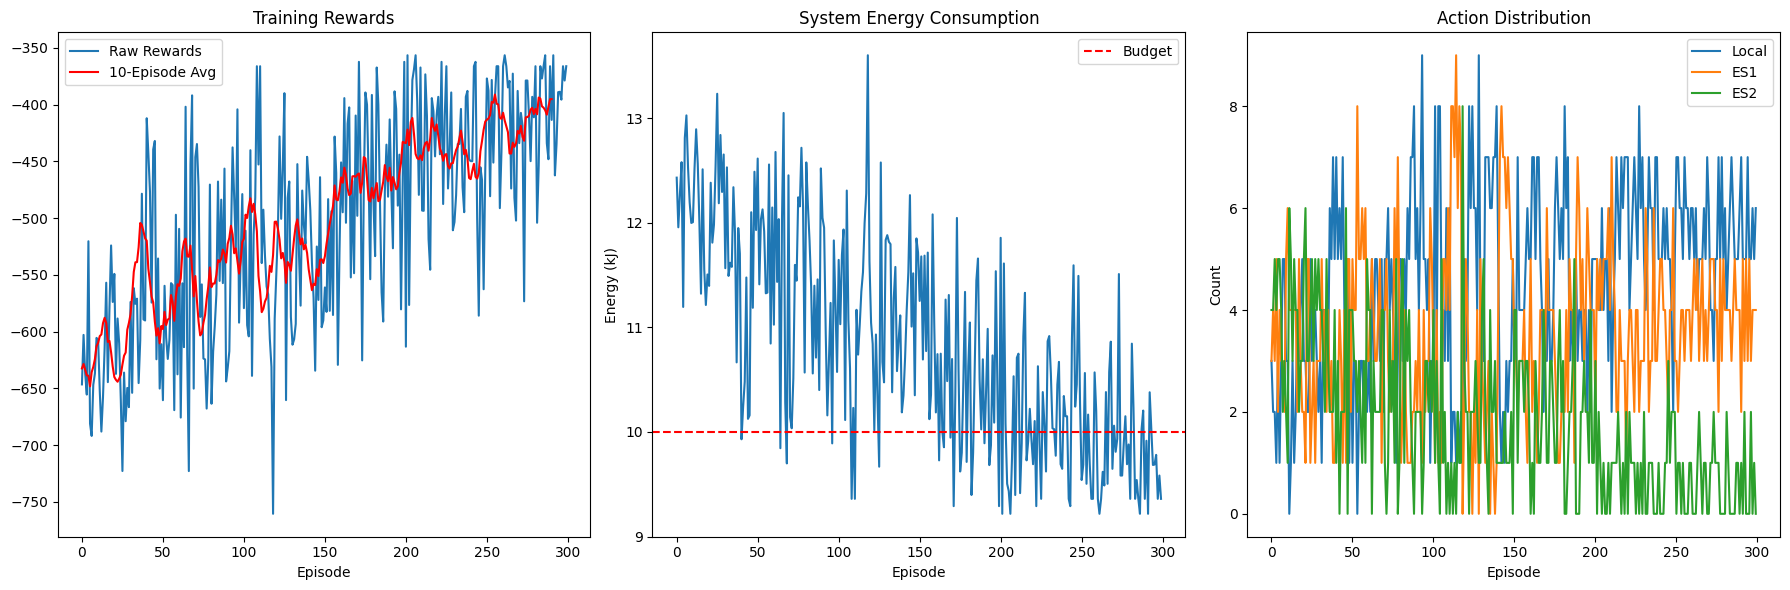 Training Rewards
Raw Rewards
10-Episode Avg
−350
−400
−450
−500
−550
−600
−650
−700
−750
0 50 100 150 200 250 300
Episode
System Energy Consumption
Budget
Energy (kJ)
13
12
11
10
9
0 50 100 150 200 250 300
Episode
Action Distribution
Local
ES1
ES2
Count
8
6
4
2
0
0 50 100 150 200 250 300
Episode